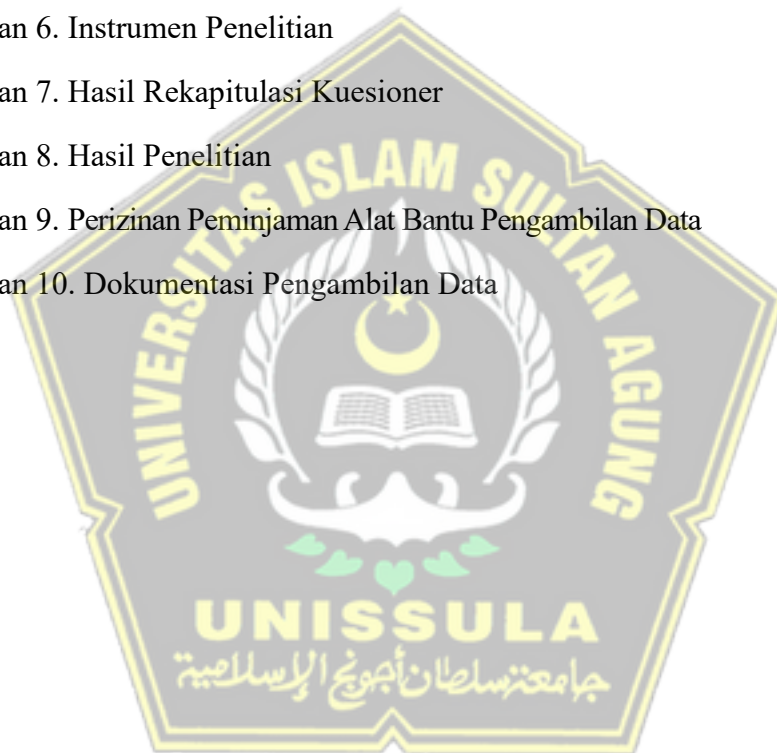 an 6. Instrumen Penelitian
an 7. Hasil Rekapitulasi Kuesioner
an 8. Hasil Penelitian
an 9. Perizinan Peminjaman Alat Bantu Pengambilan Data
an 10. Dokumentasi Pengambilan Data
UNIVERSITAS ISLAM SULTAN AGUNG
UNISSULA
جامعة سلطان أجونج الإسلامية